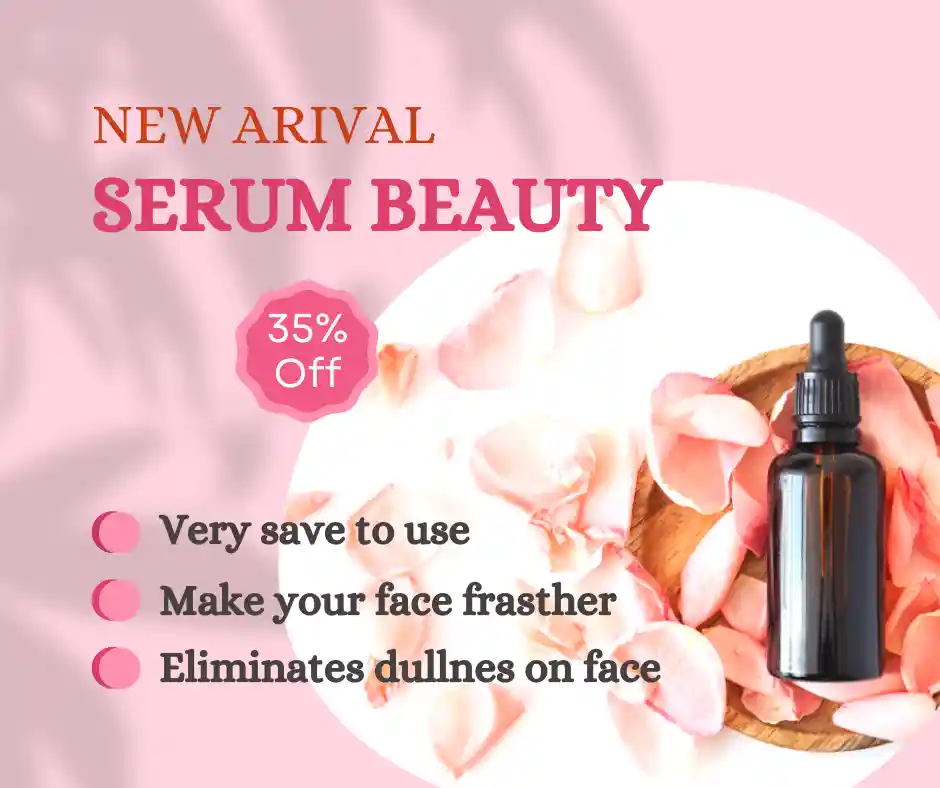 NEW ARIVAL
SERUM BEAUTY
35%
Off
Very save to use
Make your face frasther
Eliminates dullnes on face